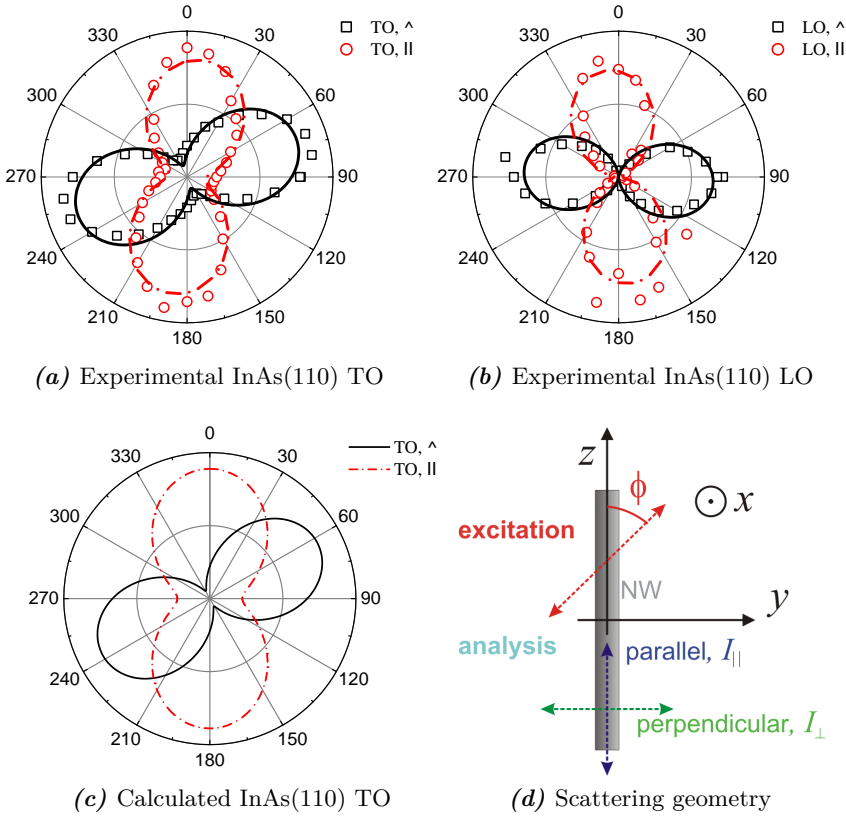 0
30
60
90
120
150
180
210
240
270
300
330
TO, ^
TO, ||
(a) Experimental InAs(110) TO
0
30
60
90
120
150
180
210
240
270
300
330
LO, ^
LO, ||
(b) Experimental InAs(110) LO
0
30
60
90
120
150
180
210
240
270
300
330
TO, ^
TO, ||
(c) Calculated InAs(110) TO
z
ϕ
x
excitation
NW
y
analysis
parallel, I||
perpendicular, I⊥
(d) Scattering geometry